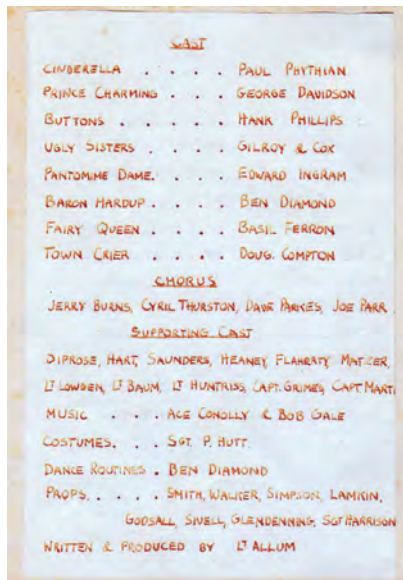 CAST
CINDERELLA . . . . PAUL PHYTHIAN
PRINCE CHARMING . . . GEORGE DAVIDSON
BUTTONS . . . . . HANK PHILLIPS
UGLY SISTERS . . . . GILROY & COX
PANTOMIME DAME. . . . EDWARD INGRAM
BARON HARDUP . . . . BEN DIAMOND
FAIRY QUEEN . . . . BASIL FERRON
TOWN CRIER . . . . DOUG. COMPTON
CHORUS
JERRY BURNS, CYRIL THURSTON, DAVE PARKES, JOE PARR
SUPPORTING CAST
DIPROSE, HART, SAUNDERS, HEANEY, FLAHERTY,
LT LOWDEN, LT BAUM, LT HUNTRISS, CAPT. GRIMES, CAPT MART
MUSIC . . . ACE CONOLLY & BOB GALE
COSTUMES. . . SGT. P. HUTT
DANCE ROUTINES . BEN DIAMOND
PROPS. . . . . SMITH, WALKER, SIMPSON, LAMKIN,
GODSALL, SIVELL, GLENDENNING, SGT HARRISON
WRITTEN & PRODUCED BY LT ALLUM